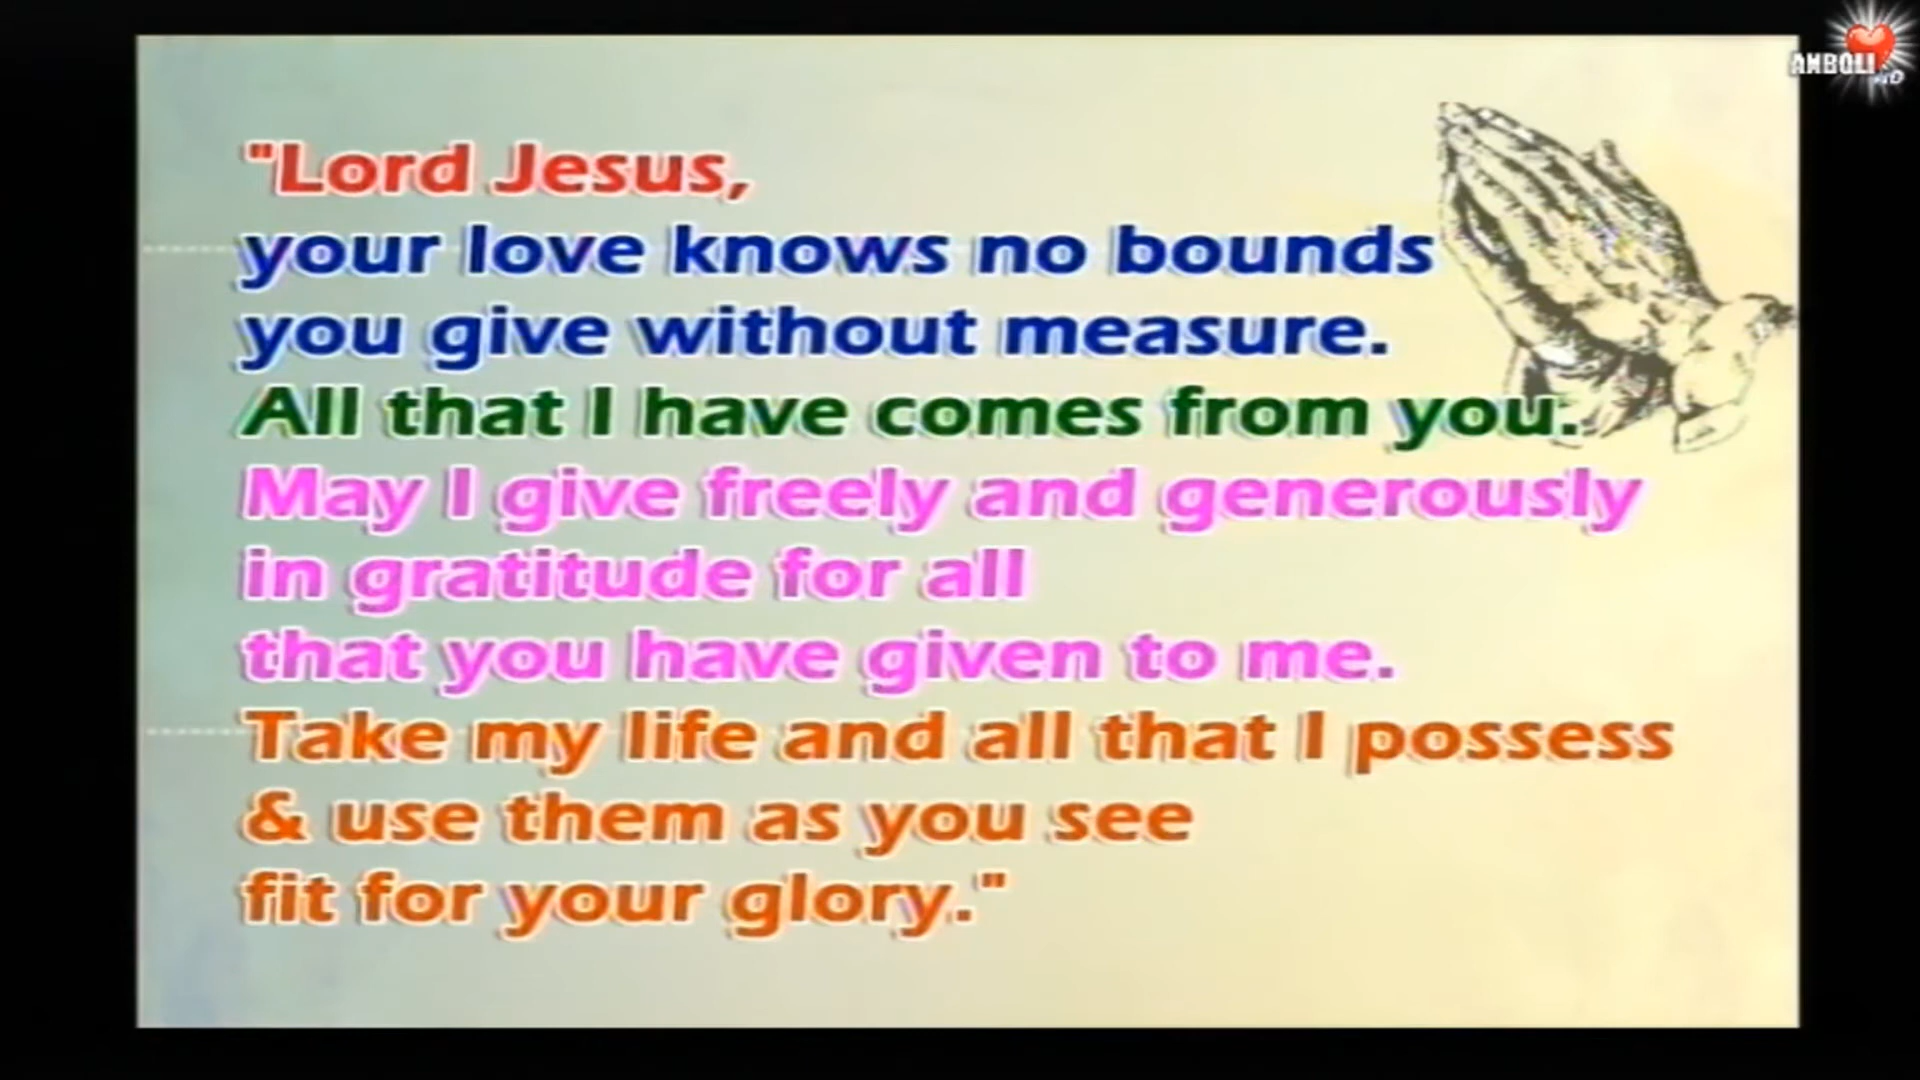 "Lord Jesus,
your love knows no bounds
you give without measure.
All that I have comes from you.
May I give freely and generously
in gratitude for all
that you have given to me.
Take my life and all that I possess
& use them as you see
fit for your glory."
ANBOLI
HD